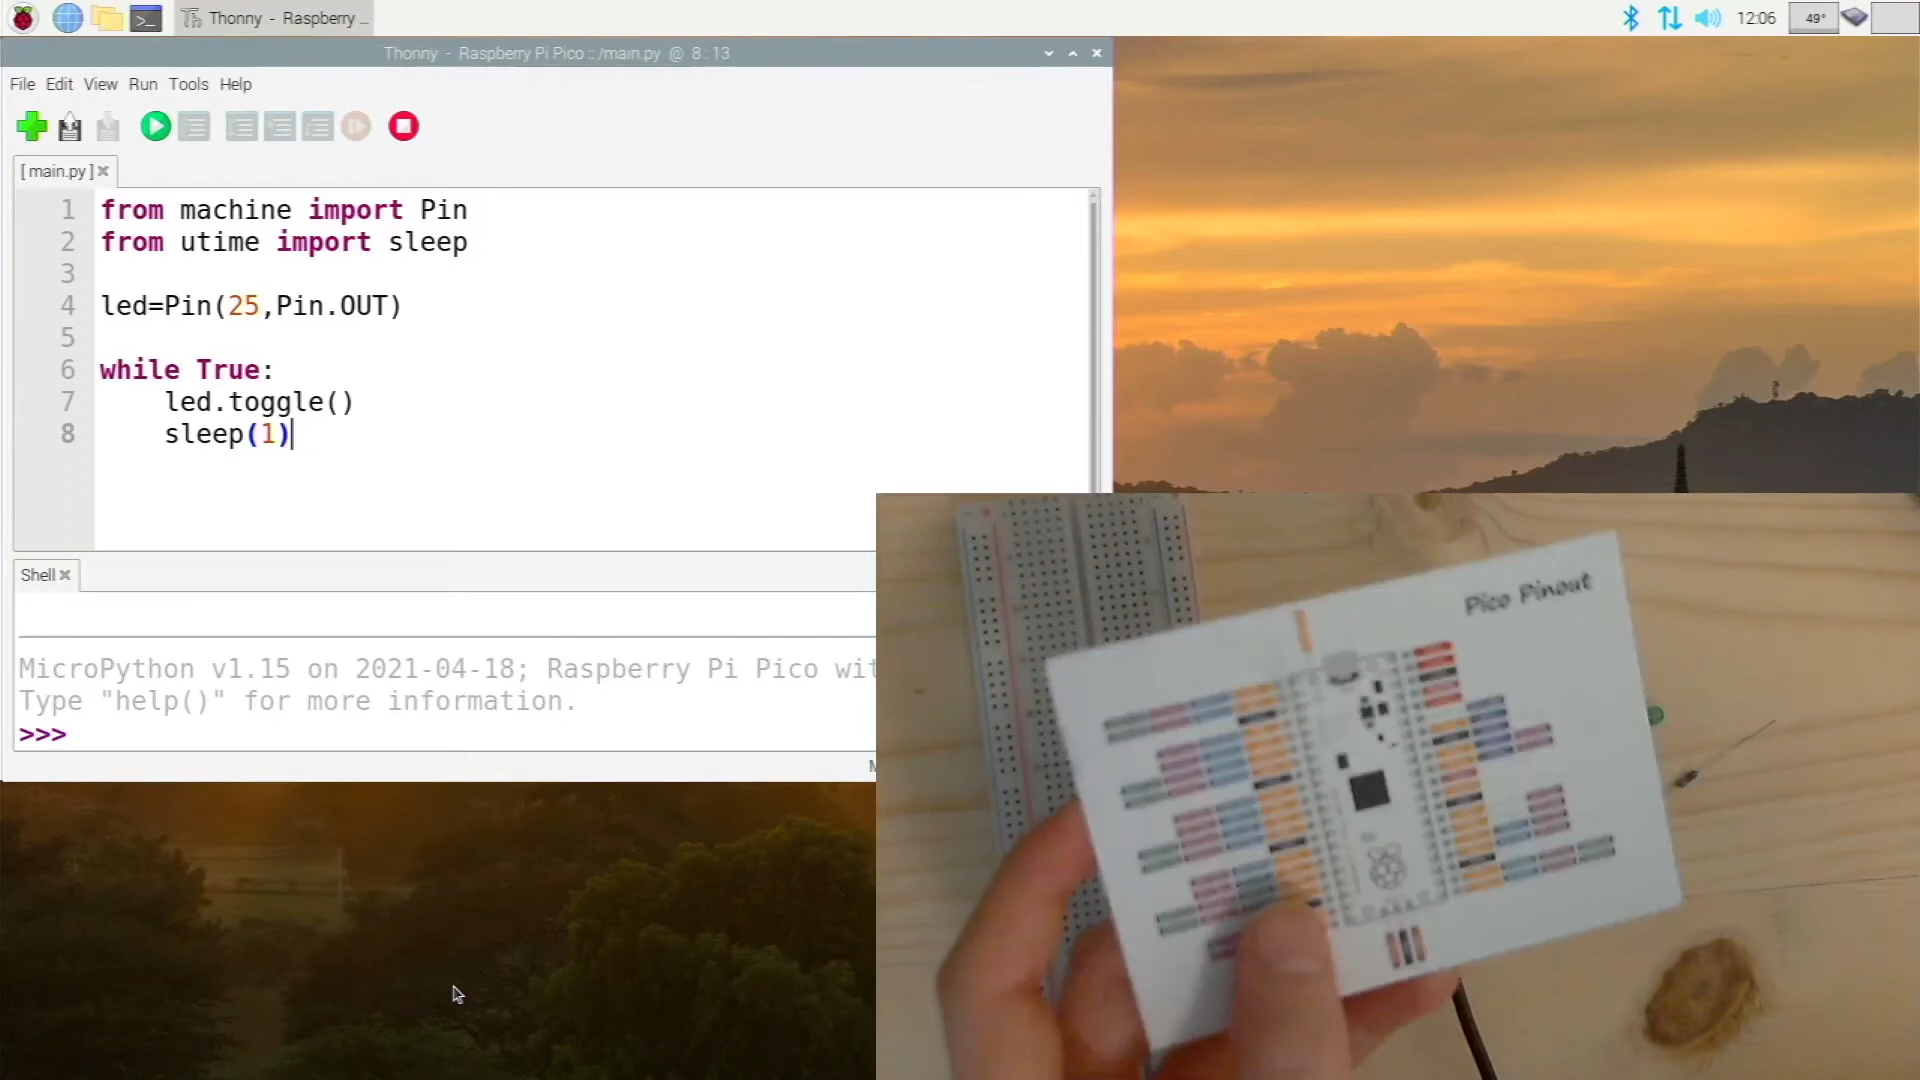 Thonny - Raspberry ...
12:06
49°
Thonny - Raspberry Pi Pico :: /main.py @ 8:13
File Edit View Run Tools Help
[ main.py ]
1 from machine import Pin
2 from utime import sleep
3
4 led=Pin(25,Pin.OUT)
5
6 while True:
7 led.toggle()
8 sleep(1)
Shell
MicroPython v1.15 on 2021-04-18; Raspberry Pi Pico wit
Type "help()" for more information.
>>>
Pico Pinout